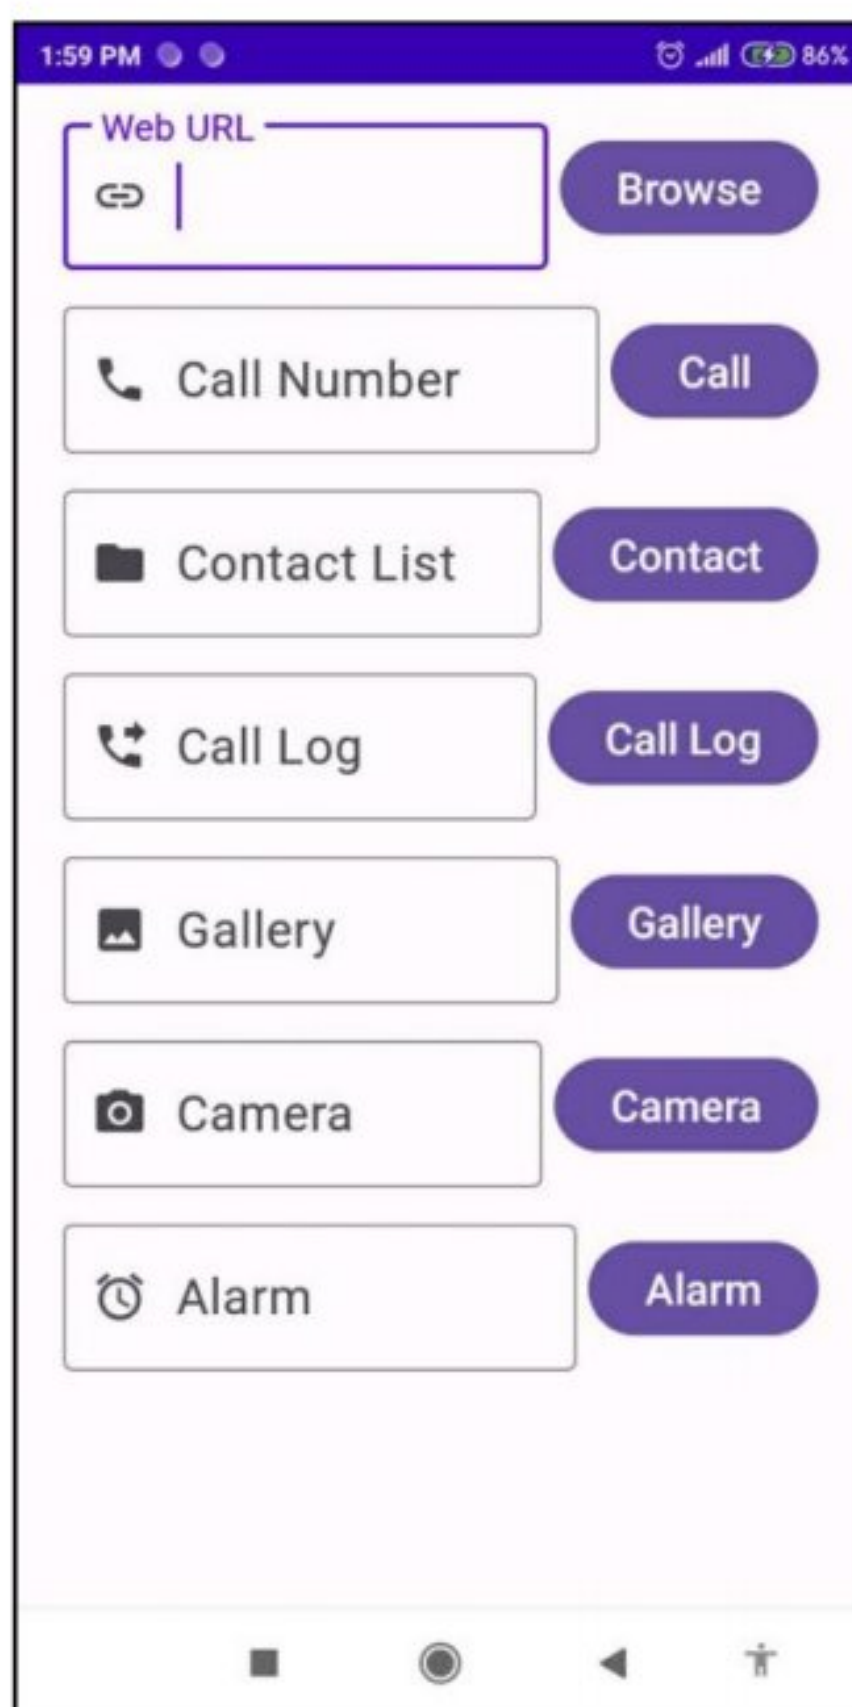 1:59 PM 86%
Web URL
Browse
Call Number Call
Contact List Contact
Call Log Call Log
Gallery Gallery
Camera Camera
Alarm Alarm